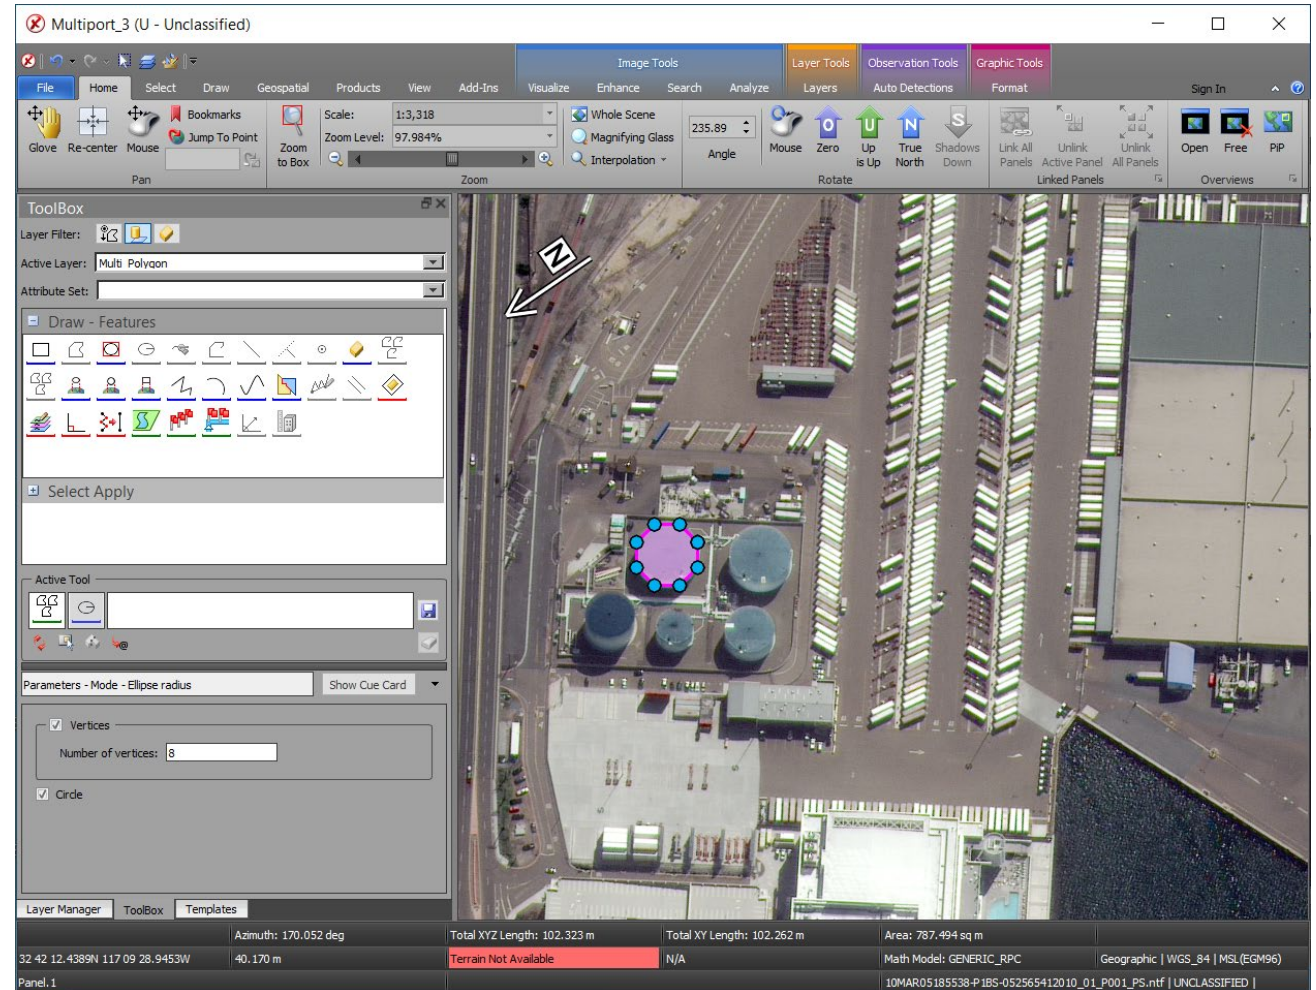 Multiport_3 (U - Unclassified)
Image Tools
Layer Tools
Observation Tools
Graphic Tools
File
Home
Select
Draw
Geospatial
Products
View
Add-Ins
Visualize
Enhance
Search
Analyze
Layers
Auto Detections
Format
Sign In
Glove
Re-center
Mouse
Bookmarks
Jump To Point
Pan
Zoom to Box
Scale:
1:3,318
Zoom Level:
97.984%
Zoom
Whole Scene
Magnifying Glass
Interpolation
235.89
Angle
Mouse
O
Zero
U
Up is Up
N
True North
S
Shadows Down
Rotate
Link All Panels
Unlink Active Panel
Unlink All Panels
Linked Panels
Open
Free
PiP
Overviews
ToolBox
Layer Filter:
Active Layer:
Multi Polygon
Attribute Set:
Draw - Features
Select Apply
Active Tool
Parameters - Mode - Ellipse radius
Show Cue Card
Vertices
Number of vertices:
8
Circle
Layer Manager
ToolBox
Templates
N
Azimuth: 170.052 deg
Total XYZ Length: 102.323 m
Total XY Length: 102.262 m
Area: 787.494 sq m
32 42 12.4389N 117 09 28.9453W
40.170 m
Terrain Not Available
N/A
Math Model: GENERIC_RPC
Geographic | WGS_84 | MSL(EGM96)
Panel.1
10MAR05185538-P1BS-052565412010_01_P001_PS.ntf | UNCLASSIFIED |